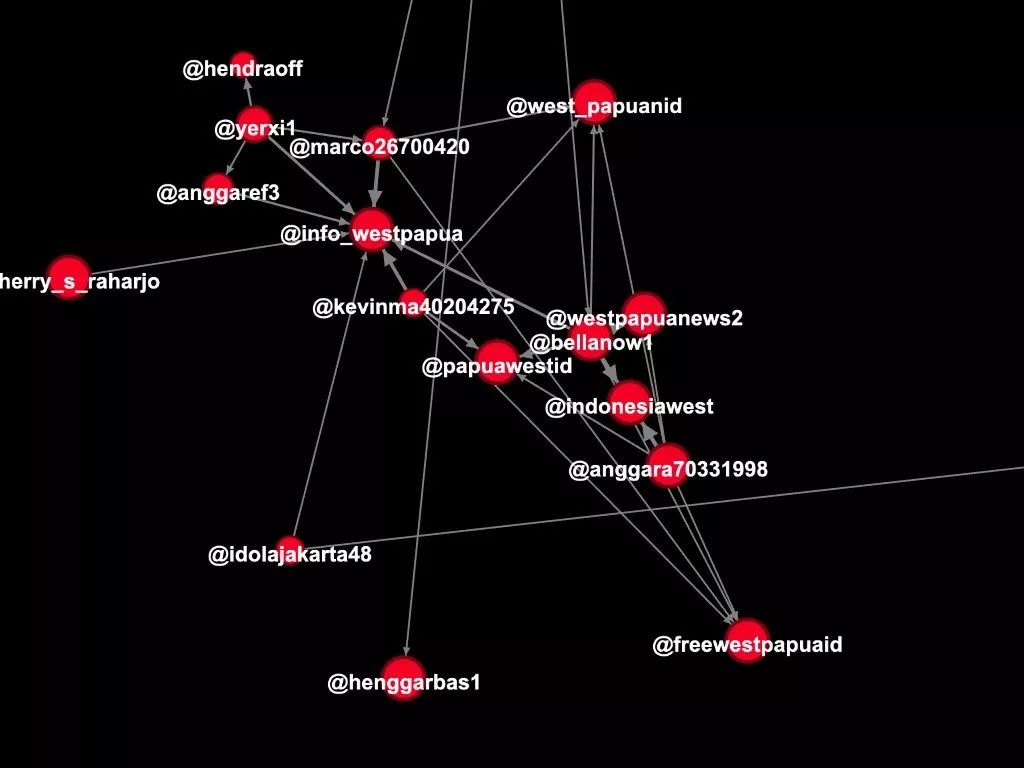 @hendraoff
@west_papuanid
@yerxi1
@marco26700420
@anggaref3
@info_westpapua
herry_s_raharjo
@kevinma40204275
@westpapuanews2
@bellanow1
@papuawestid
@indonesiawest
@anggara70331998
@idolajakarta48
@freewestpapuaid
@henggarbas1